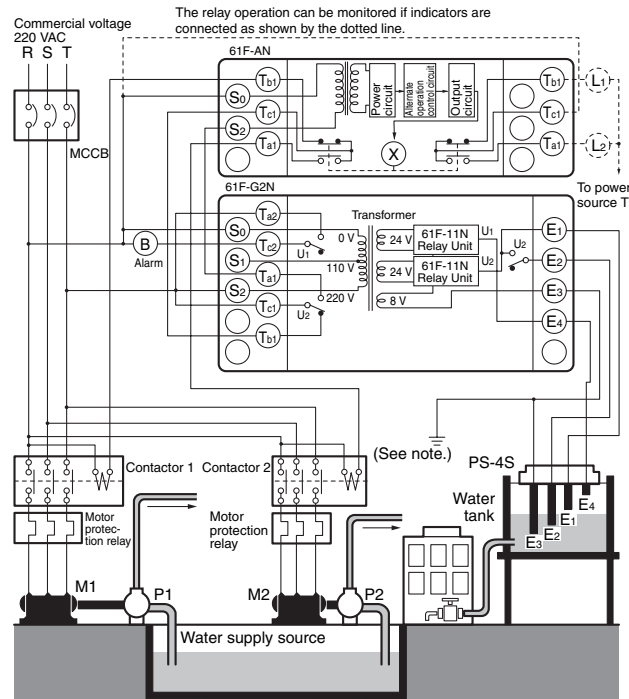 The relay operation can be monitored if indicators are
connected as shown by the dotted line.
Commercial voltage
220 VAC
R S T
MCCB
61F-AN
Tb1
S0
Tc1
S2
Ta1
Power
circuit
Alternate operation
control circuit
Output
circuit
X
Tb1
Tc1
Ta1
L1
L2
To power
source T
61F-G2N
Ta2
S0
Tc2
S1
Ta1
S2
Tc1
Tb1
B
Alarm
U1
U2
0 V
110 V
220 V
Transformer
24 V
24 V
8 V
61F-11N
Relay Unit
U1
61F-11N
Relay Unit
U2
U2
E1
E2
E3
E4
(See note.)
Contactor 1
Contactor 2
Motor
protec-
tion relay
Motor
protection
relay
PS-4S
Water
tank
E4
E1
E2
E3
M1
P1
M2
P2
Water supply source